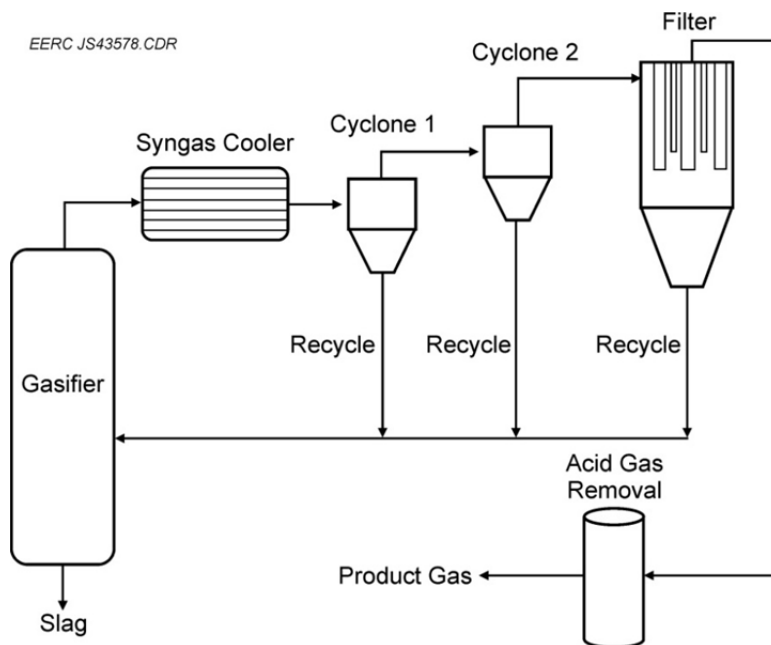 EERC JS43578.CDR
Filter
Cyclone 2
Cyclone 1
Syngas Cooler
Recycle
Recycle
Recycle
Gasifier
Acid Gas
Removal
Product Gas
Slag